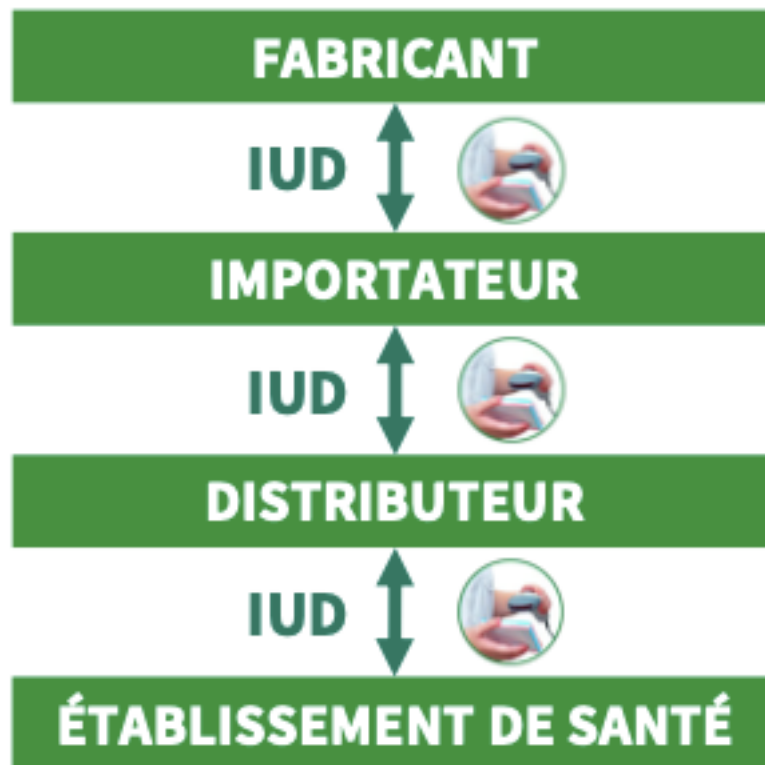 FABRICANT
IUD
IMPORTATEUR
IUD
DISTRIBUTEUR
IUD
ÉTABLISSEMENT DE SANTÉ